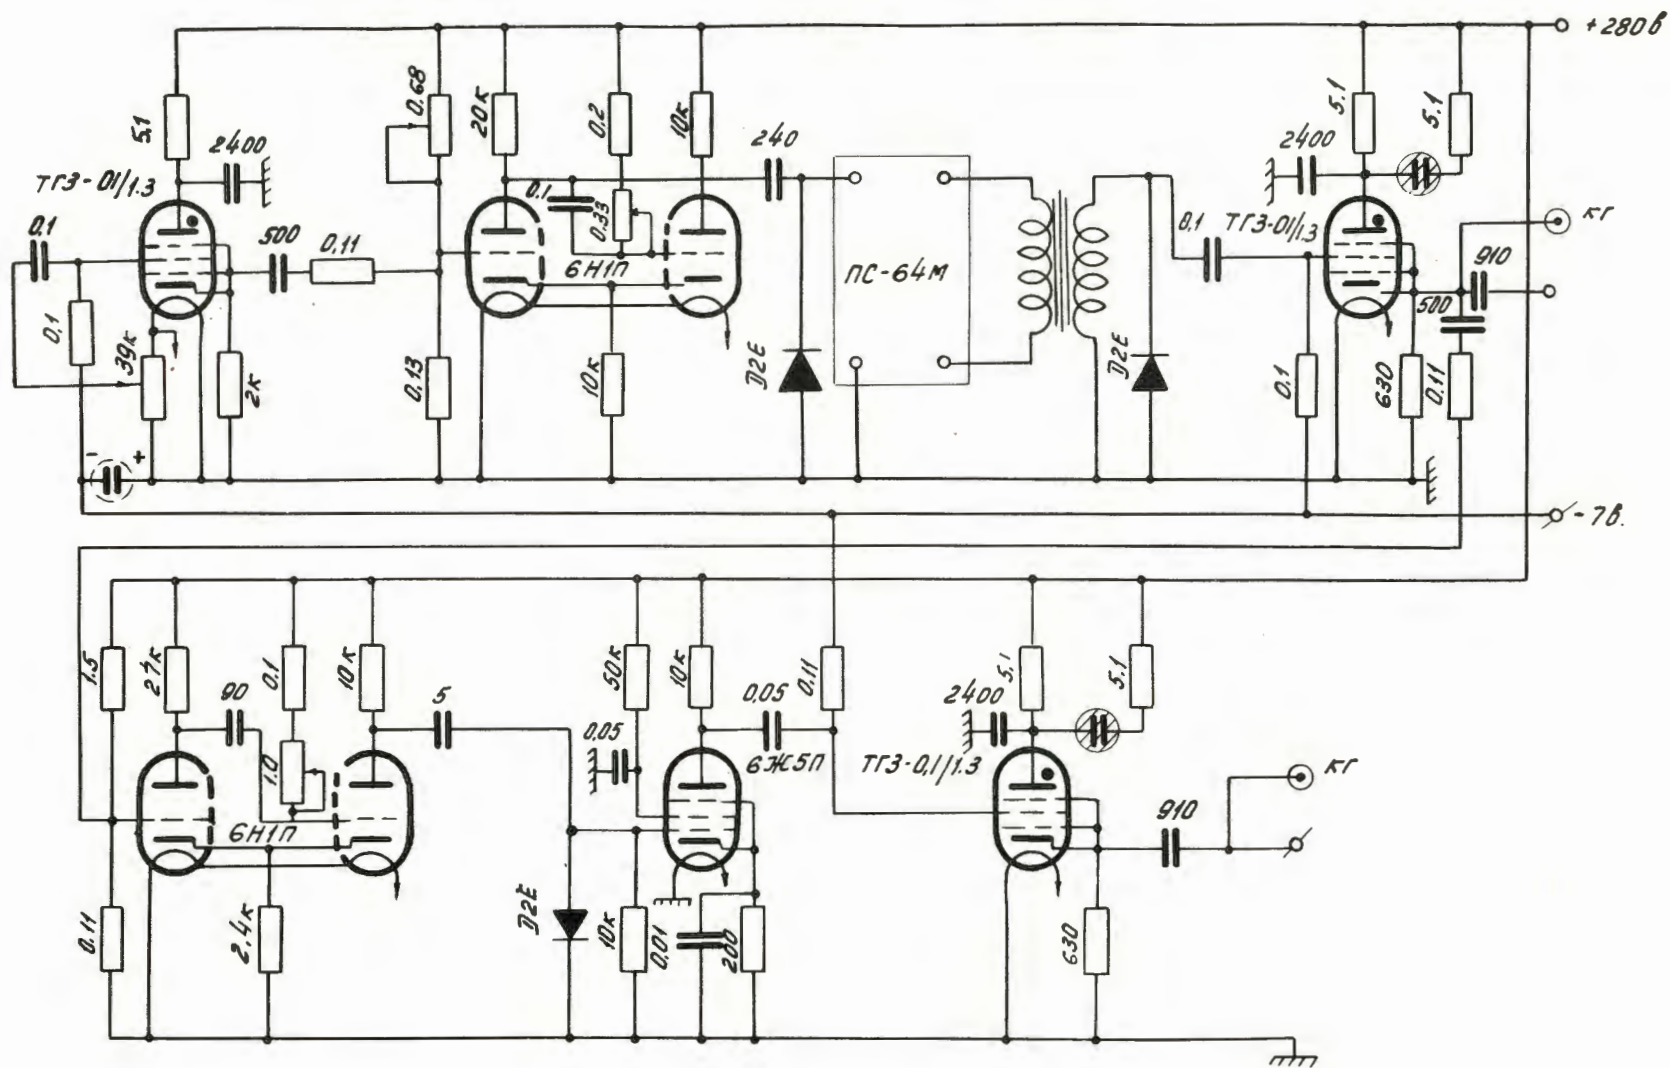 +280в
5.1
2400
ТГЗ-01/1.3
0.1
0.1
39к
2к
500
0.11
0.68
20к
0.2
10к
240
0.1
0.33
6Н1П
0.13
10к
Д2Е
ПС-64М
Д2Е
0.1
ТГЗ-01/1.3
2400
5.1
5.1
кг
910
500
0.1
630
0.11
- +
-7в.
1.5
27к
0.1
10к
90
1.0
5
6Н1П
0.11
2.4к
Д2Е
50к
10к
0.05
0.05
6Ж5П
10к
0.01
200
0.11
ТГЗ-0.1/1.3
2400
5.1
5.1
кг
910
630